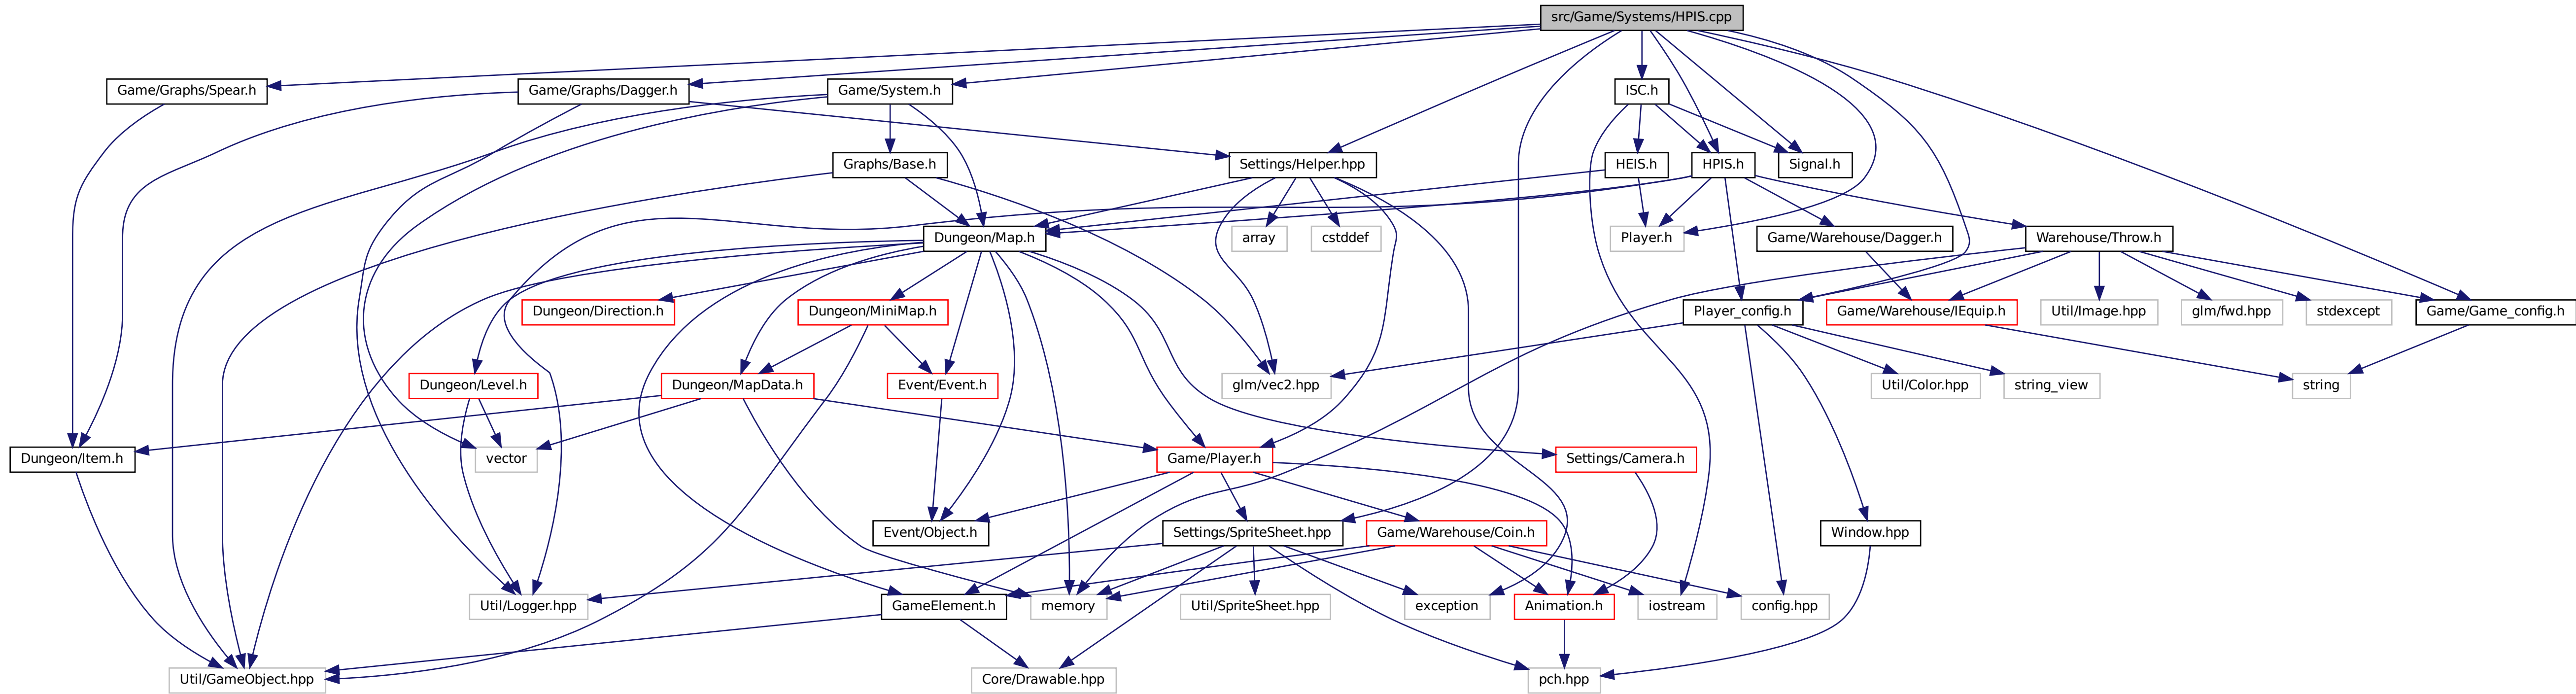 src/Game/Systems/HPIS.cpp
Game/Graphs/Spear.h
Game/Graphs/Dagger.h
Game/System.h
ISC.h
Graphs/Base.h
Settings/Helper.hpp
HEIS.h
HPIS.h
Signal.h
Dungeon/Map.h
array
cstddef
Player.h
Game/Warehouse/Dagger.h
Warehouse/Throw.h
Dungeon/Direction.h
Dungeon/MiniMap.h
Player_config.h
Game/Warehouse/IEquip.h
Util/Image.hpp
glm/fwd.hpp
stdexcept
Game/Game_config.h
Dungeon/Level.h
Dungeon/MapData.h
Event/Event.h
glm/vec2.hpp
Util/Color.hpp
string_view
string
Dungeon/Item.h
vector
Game/Player.h
Settings/Camera.h
Event/Object.h
Settings/SpriteSheet.hpp
Game/Warehouse/Coin.h
Window.hpp
Util/Logger.hpp
GameElement.h
memory
Util/SpriteSheet.hpp
exception
Animation.h
iostream
config.hpp
Util/GameObject.hpp
Core/Drawable.hpp
pch.hpp